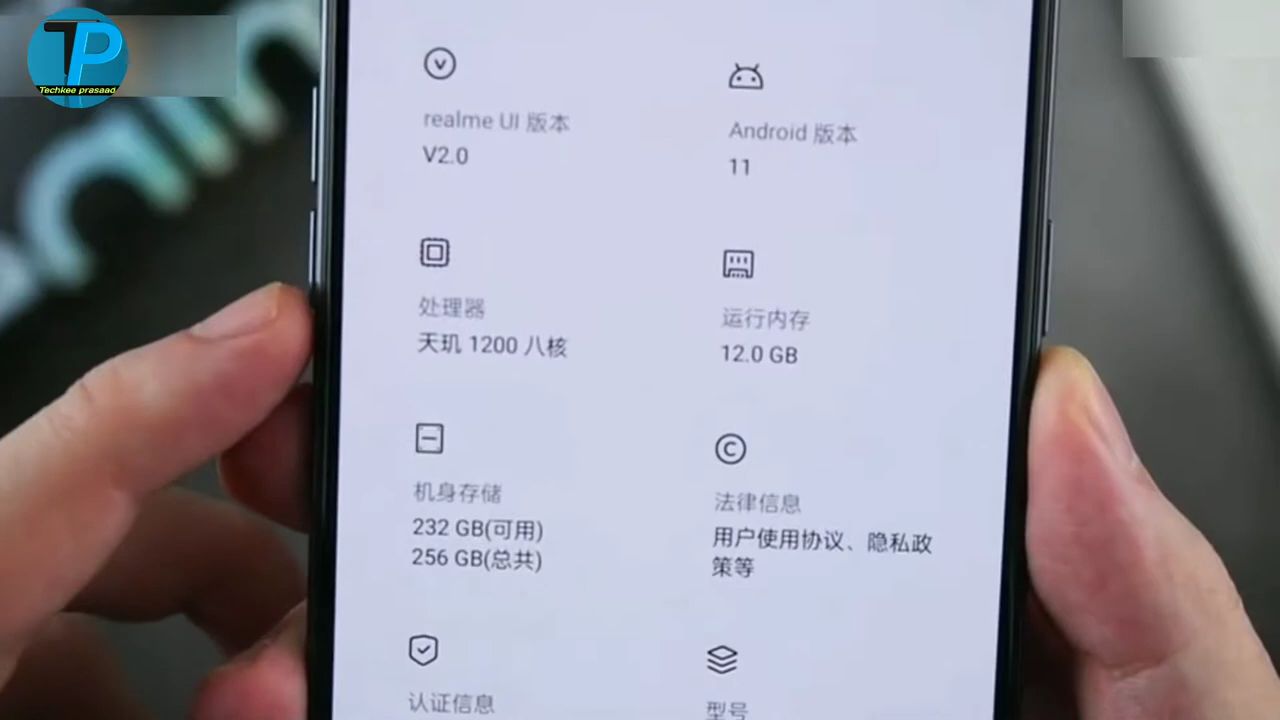 TP
Techkee prasaad
realme UI 版本
V2.0
Android 版本
11
处理器
天玑 1200 八核
运行内存
12.0 GB
机身存储
232 GB(可用)
256 GB(总共)
法律信息
用户使用协议、隐私政
策等
认证信息
型号